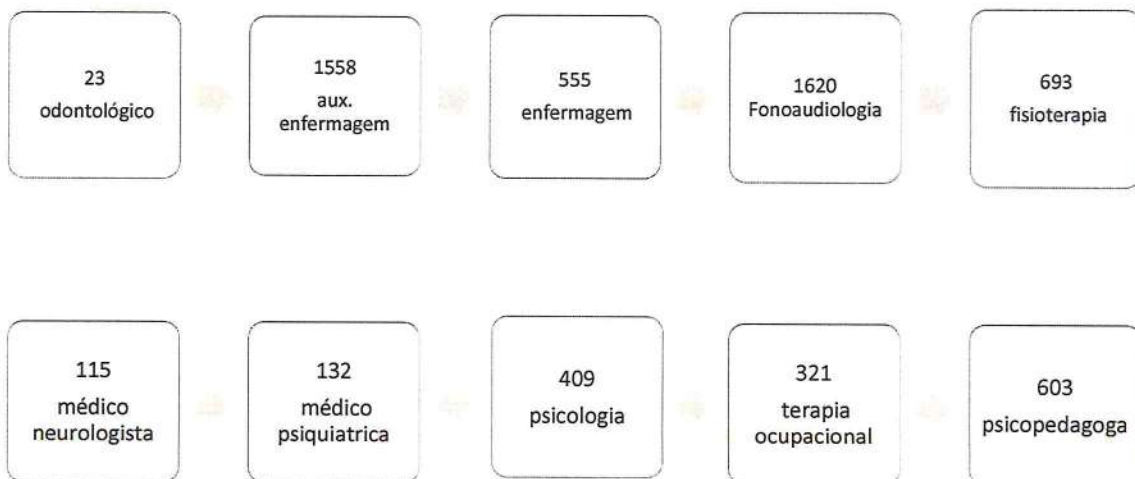 23
odontológico
1558
aux.
enfermagem
555
enfermagem
1620
Fonoaudiologia
693
fisioterapia
115
médico
neurologista
132
médico
psiquiatrica
409
psicologia
321
terapia
ocupacional
603
psicopedagoga